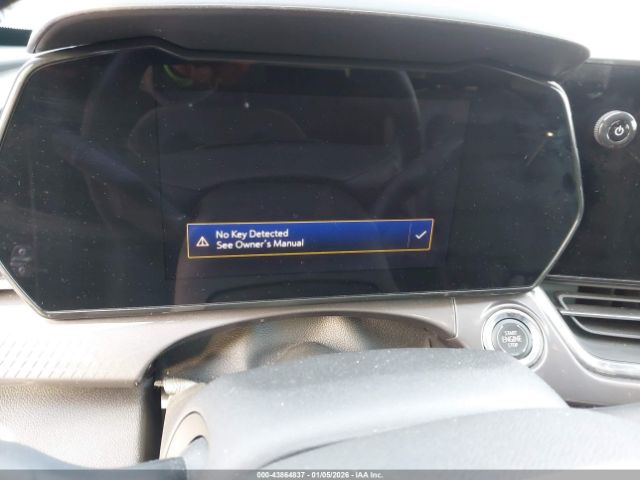 No Key Detected
See Owner's Manual
START
ENGINE
STOP
000-43864837 - 01/05/2026 - IAA Inc.